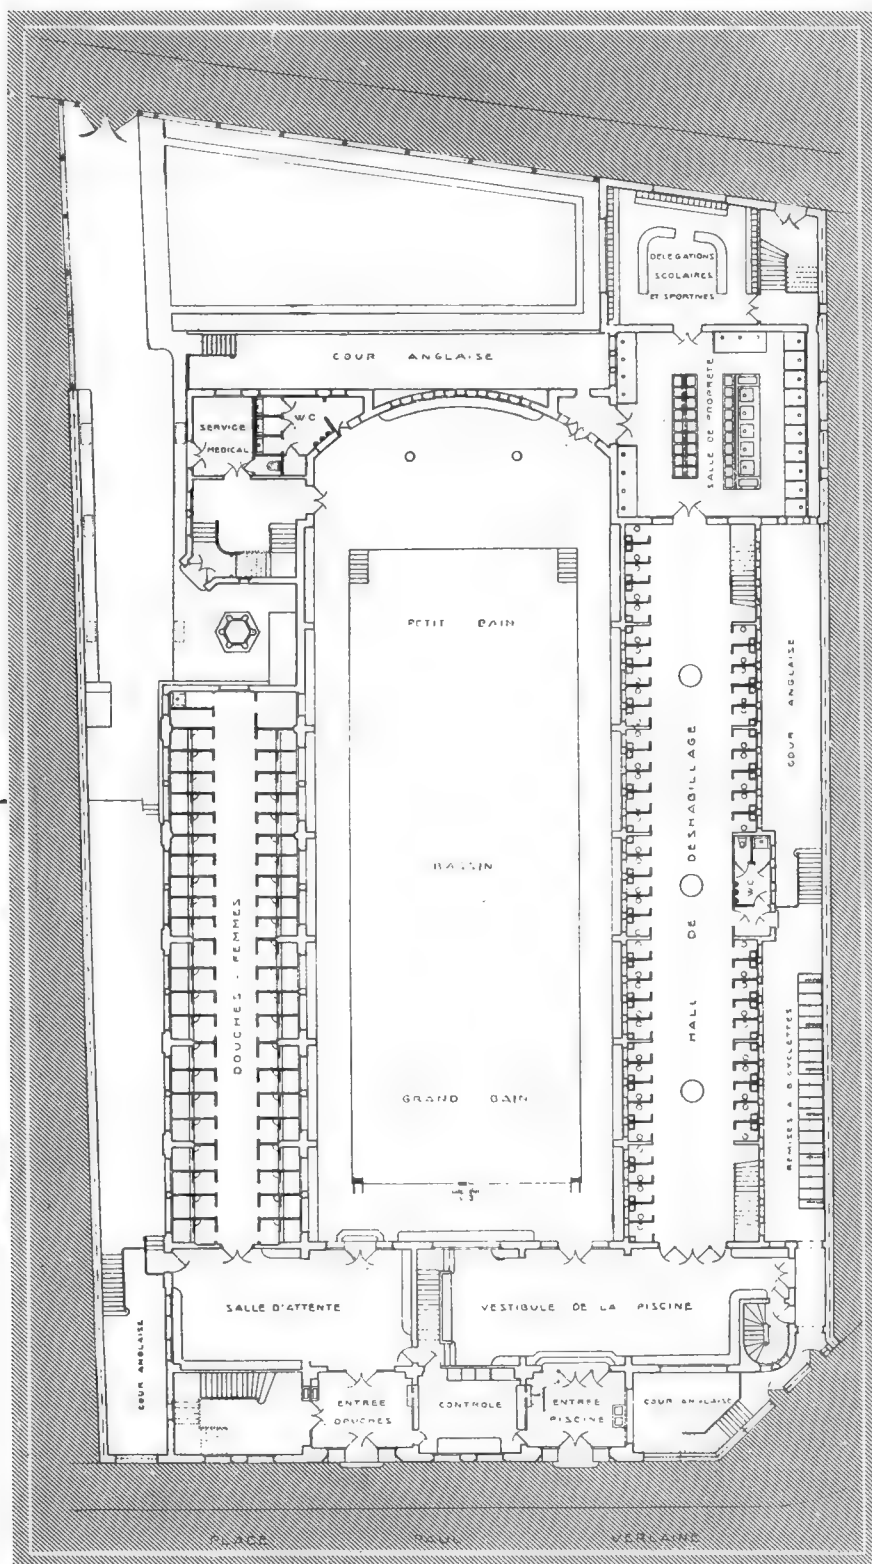 DELEGATIONS
SCOLAIRES
ET SPORTIVES
COUR ANGLAISE
SALLE DE PROPRETE
SERVICE
MEDICAL
W.C
PETIT BAIN
COUR ANGLAISE
HALL DE DESHABILLAGE
BASSIN
W.C
DOUCHES - FEMMES
REMISES A BICYCLETTES
GRAND BAIN
SALLE D'ATTENTE
VESTIBULE DE LA PISCINE
COUR ANGLAISE
ENTREE
DOUCHES
CONTROLE
ENTREE
PISCINE
COUR ANGLAISE
PLACE PAUL VERLAINE